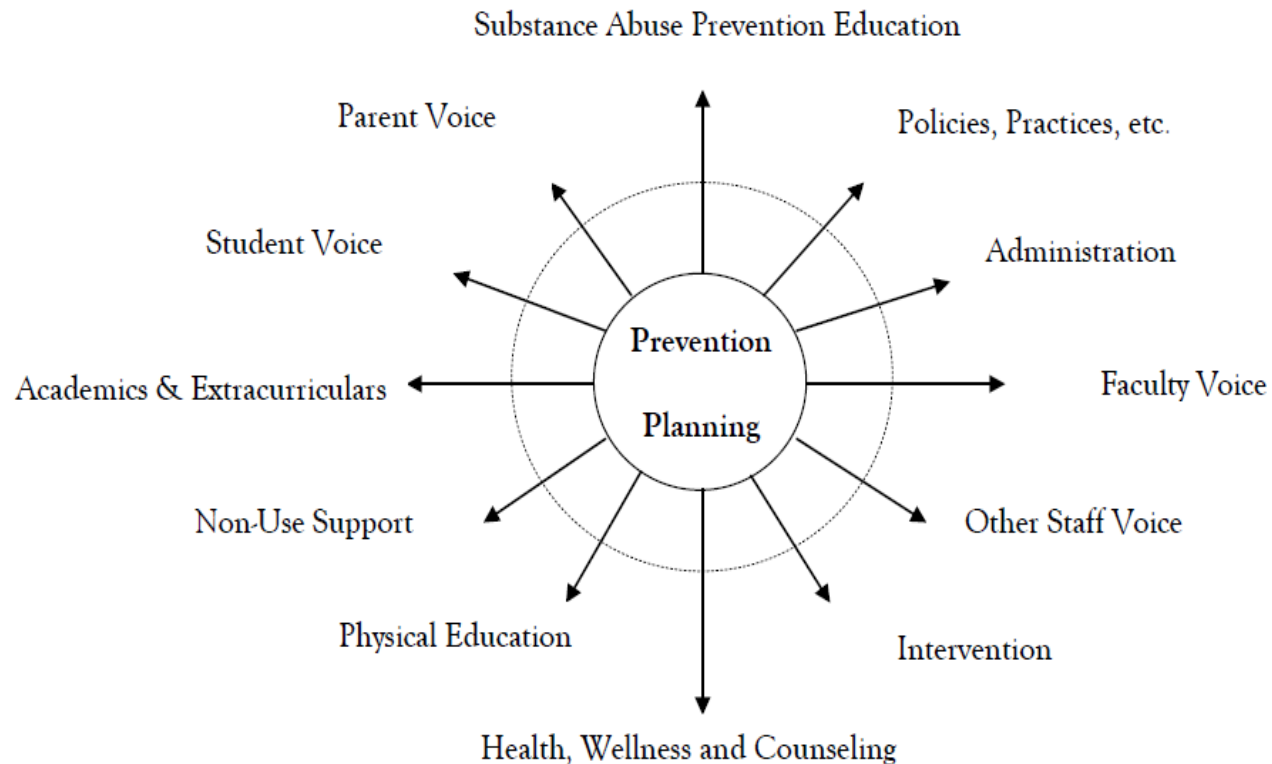 Substance Abuse Prevention Education
Parent Voice
Policies, Practices, etc.
Student Voice
Administration
Prevention
Planning
Academics & Extracurriculars
Faculty Voice
Non-Use Support
Other Staff Voice
Physical Education
Intervention
Health, Wellness and Counseling